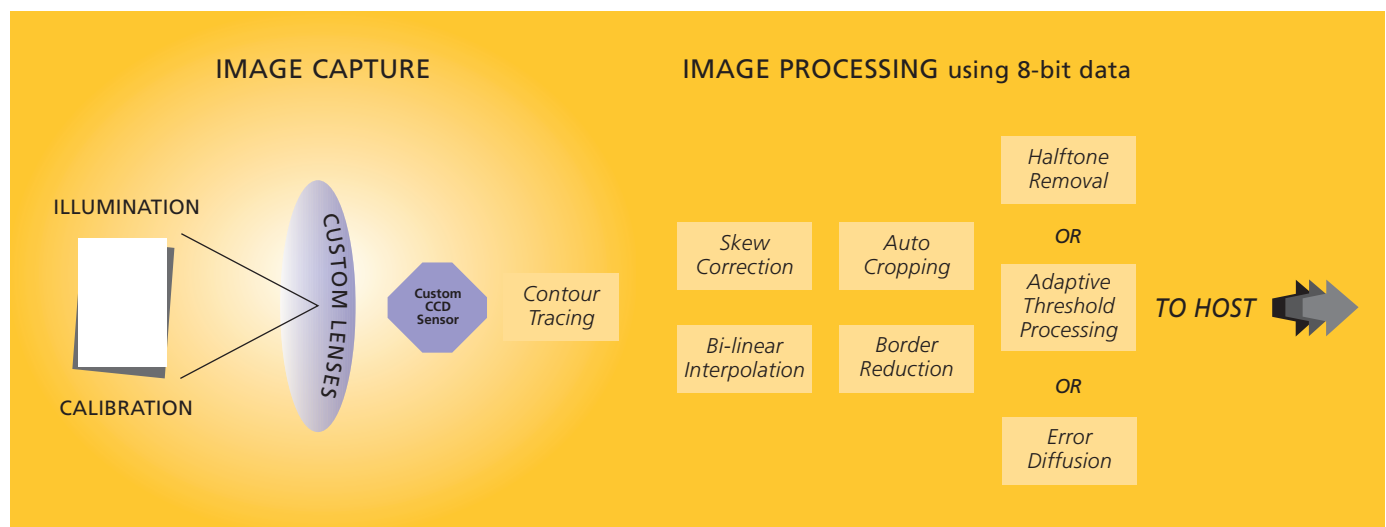 IMAGE CAPTURE
IMAGE PROCESSING using 8-bit data
ILLUMINATION
CALIBRATION
CUSTOM LENSES
Custom
CCD
Sensor
Contour
Tracing
Skew
Correction
Bi-linear
Interpolation
Auto
Cropping
Border
Reduction
Halftone
Removal
OR
Adaptive
Threshold
Processing
OR
Error
Diffusion
TO HOST